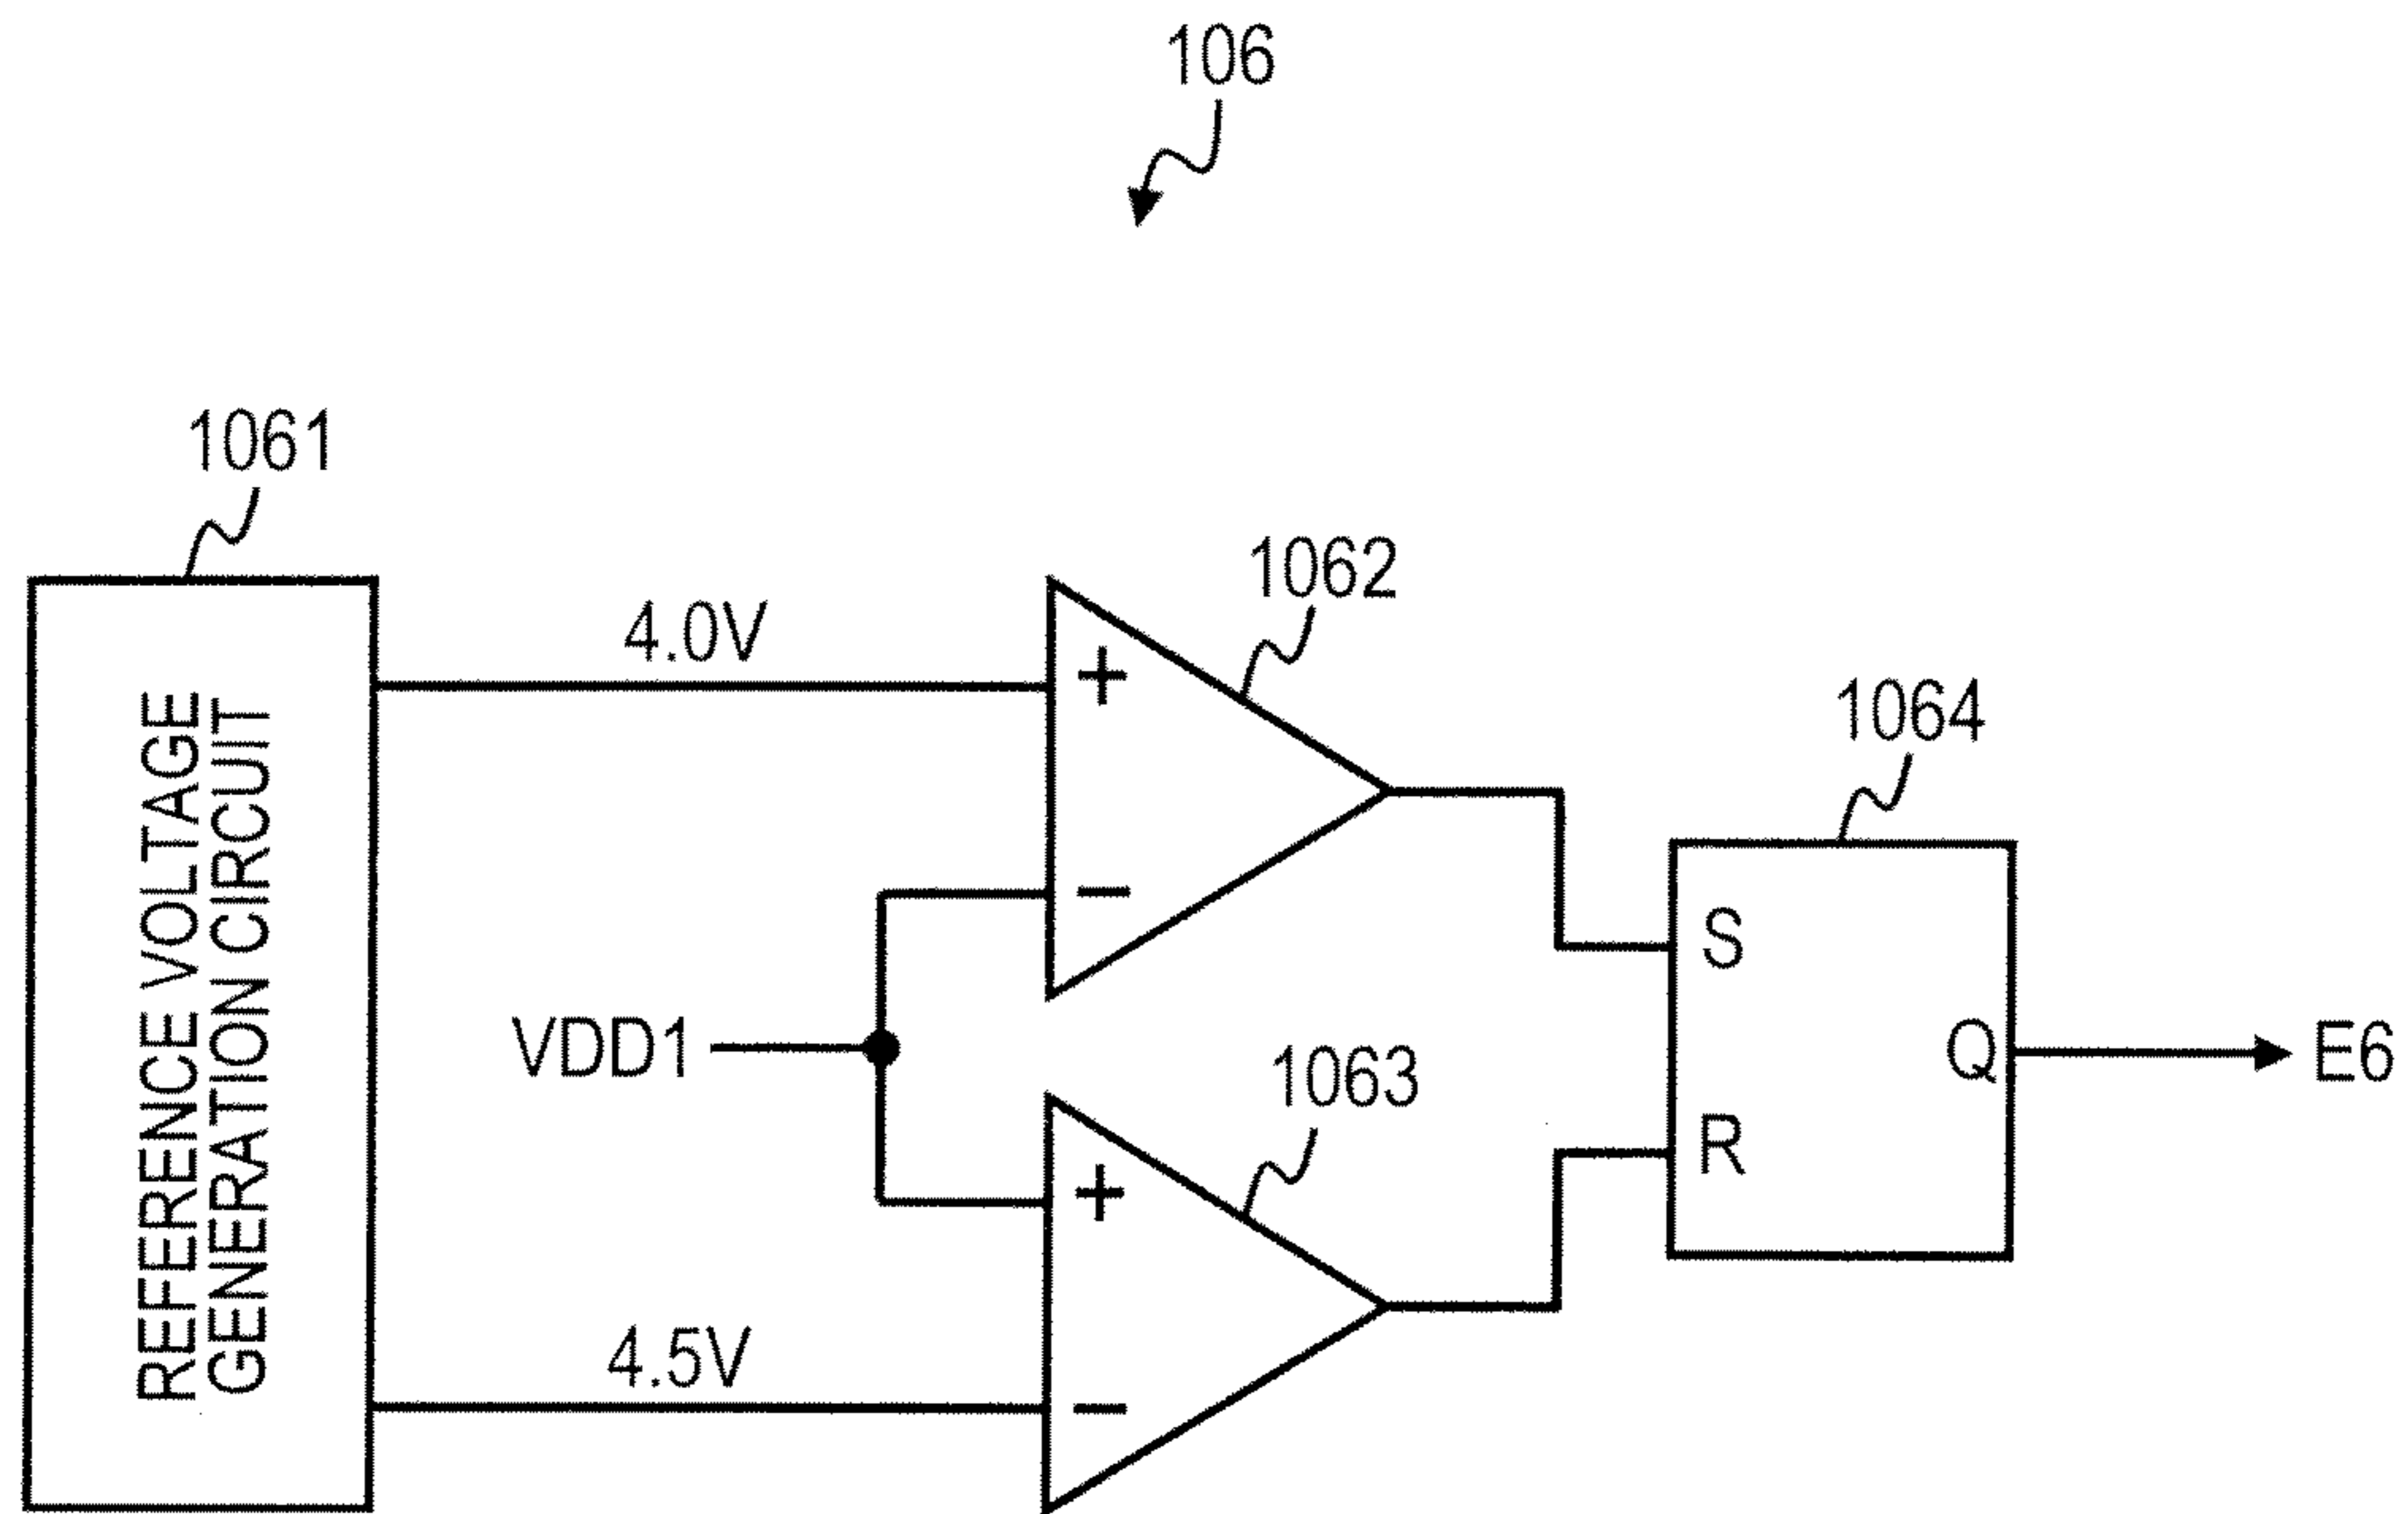 106
1061
REFERENCE VOLTAGE
GENERATION CIRCUIT
4.0V
1062
+
−
VDD1
1063
+
−
4.5V
1064
S
R
Q
E6